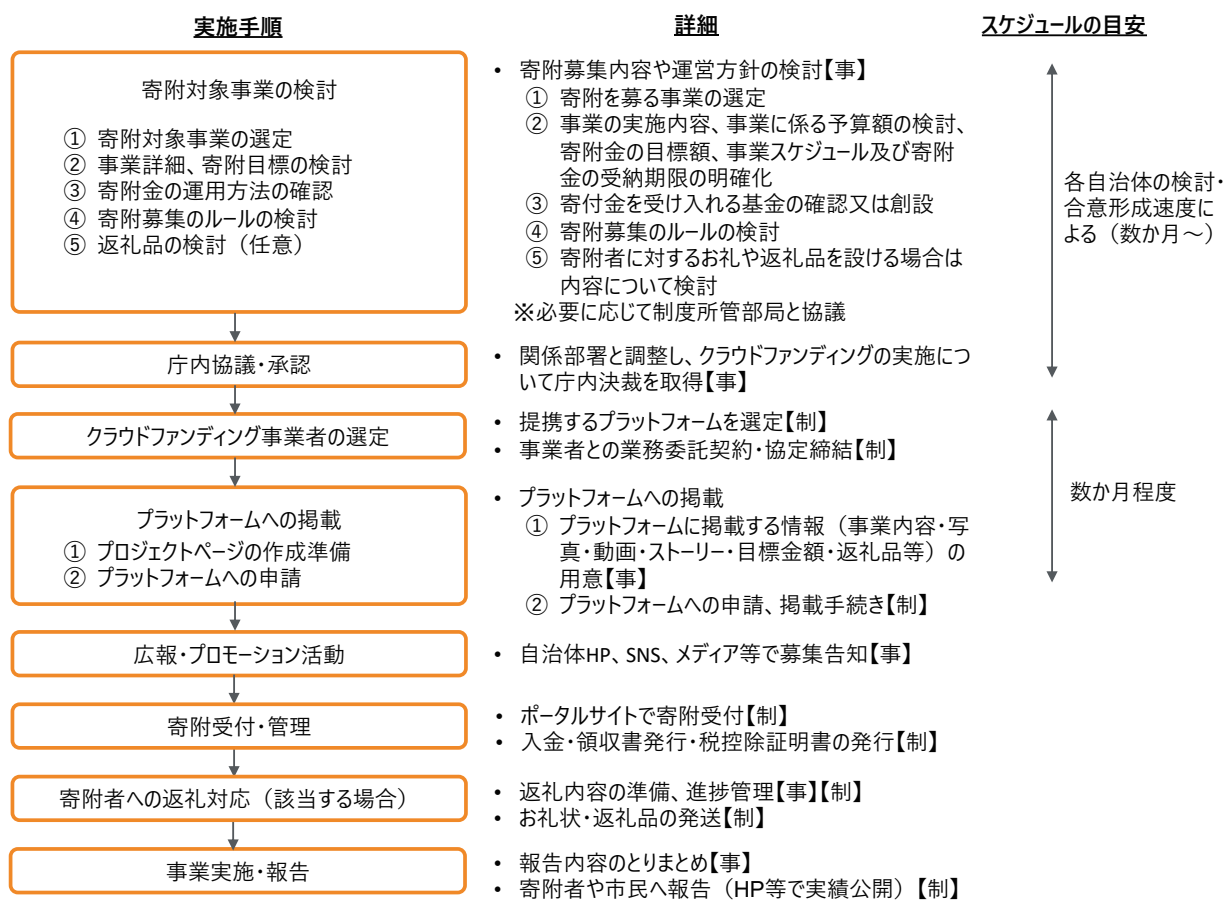 実施手順
詳細
スケジュールの目安
寄附対象事業の検討
① 寄附対象事業の選定
② 事業詳細、寄附目標の検討
③ 寄附金の運用方法の確認
④ 寄附募集のルールの検討
⑤ 返礼品の検討（任意）
• 寄附募集内容や運営方針の検討【事】
① 寄附を募る事業の選定
② 事業の実施内容、事業に係る予算額の検討、
寄附金の目標額、事業スケジュール及び寄附
金の受納期限の明確化
③ 寄付金を受け入れる基金の確認又は創設
④ 寄附募集のルールの検討
⑤ 寄附者に対するお礼や返礼品を設ける場合は
内容について検討
※必要に応じて制度所管部局と協議
各自治体の検討・
合意形成速度に
よる（数か月～）
庁内協議・承認
• 関係部署と調整し、クラウドファンディングの実施につ
いて庁内決裁を取得【事】
クラウドファンディング事業者の選定
• 提携するプラットフォームを選定【制】
• 事業者との業務委託契約・協定締結【制】
数か月程度
プラットフォームへの掲載
① プロジェクトページの作成準備
② プラットフォームへの申請
• プラットフォームへの掲載
① プラットフォームに掲載する情報（事業内容・写
真・動画・ストーリー・目標金額・返礼品等）の
用意【事】
② プラットフォームへの申請、掲載手続き【制】
広報・プロモーション活動
• 自治体HP、SNS、メディア等で募集告知【事】
寄附受付・管理
• ポータルサイトで寄附受付【制】
• 入金・領収書発行・税控除証明書の発行【制】
寄附者への返礼対応（該当する場合）
• 返礼内容の準備、進捗管理【事】【制】
• お礼状・返礼品の発送【制】
事業実施・報告
• 報告内容のとりまとめ【事】
• 寄附者や市民へ報告（HP等で実績公開）【制】